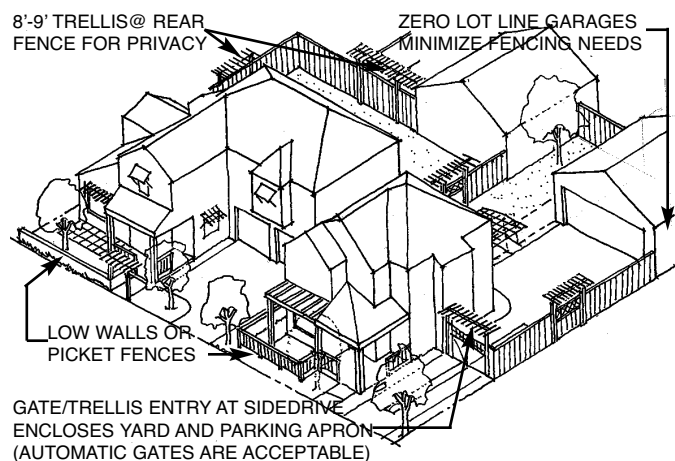 8'-9' TRELLIS@ REAR
FENCE FOR PRIVACY
ZERO LOT LINE GARAGES
MINIMIZE FENCING NEEDS
LOW WALLS OR
PICKET FENCES
GATE/TRELLIS ENTRY AT SIDEDRIVE
ENCLOSES YARD AND PARKING APRON
(AUTOMATIC GATES ARE ACCEPTABLE)